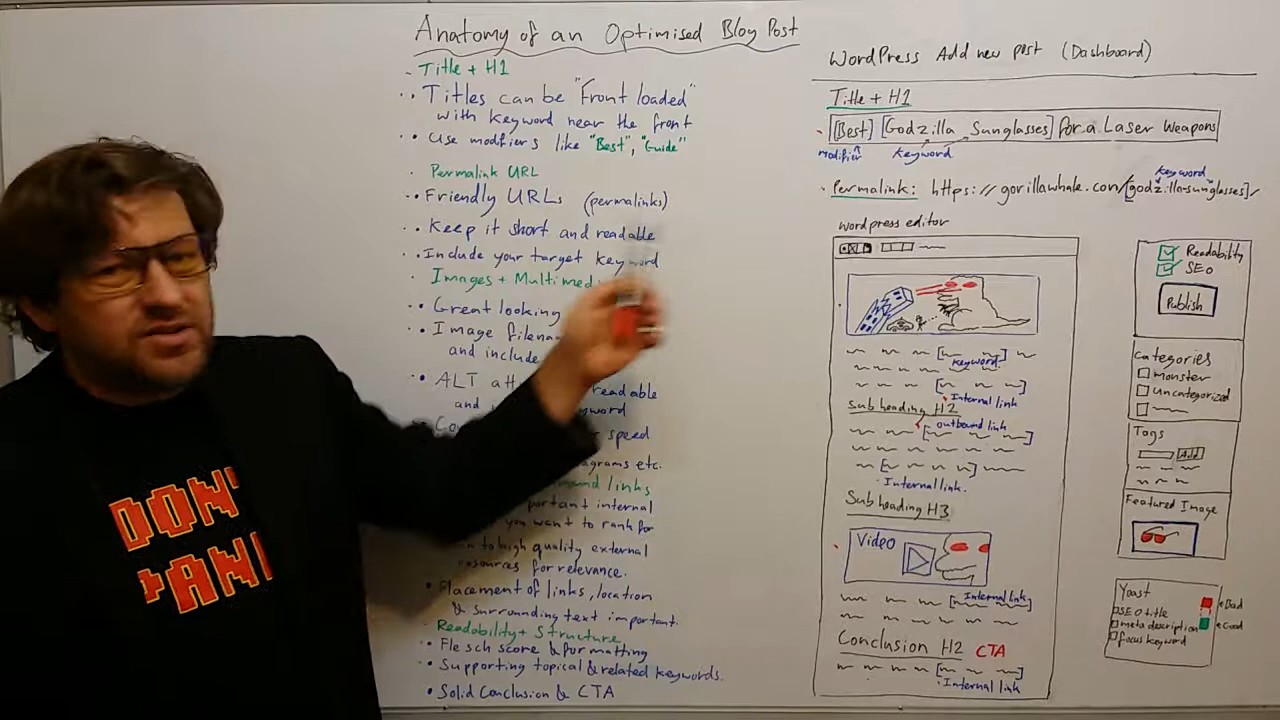 Anatomy of an Optimised Blog Post
Title + H1
Titles can be "Front loaded"
with keyword near the front
Use modifiers like "Best", "Guide"
Permalink URL
Friendly URLs (permalinks)
Keep it short and readable
Include your target keyword
Images + Multimed
Great looking
Image filena
and include
ALT att readable
and word
speed
grams etc.
links
portant internal
you want to rank for
to high quality external
resources for relevance.
Placement of links, location
& surrounding text important.
Readability + Structure
Flesch score & formatting
Supporting topical & related keywords.
Solid Conclusion & CTA
DON'T
PANI
WordPress Add new post (Dashboard)
Title + H1
[Best] [Godzilla Sunglasses] for a Laser Weapons
modifier keyword
keyword
Permalink: https://gorillawhale.com/[godzilla-sunglasses]/
wordpress editor
keyword
Internal link
Sub heading H2
outbound link
Internal link.
Sub heading H3
Video
Internal link
Conclusion H2 CTA
Internal link
Readability
SEO
Publish
Categories
Monster
Uncategorized
Tags
Add
Featured Image
Yoast
SEO title
meta description
focus keyword
Bad
Good